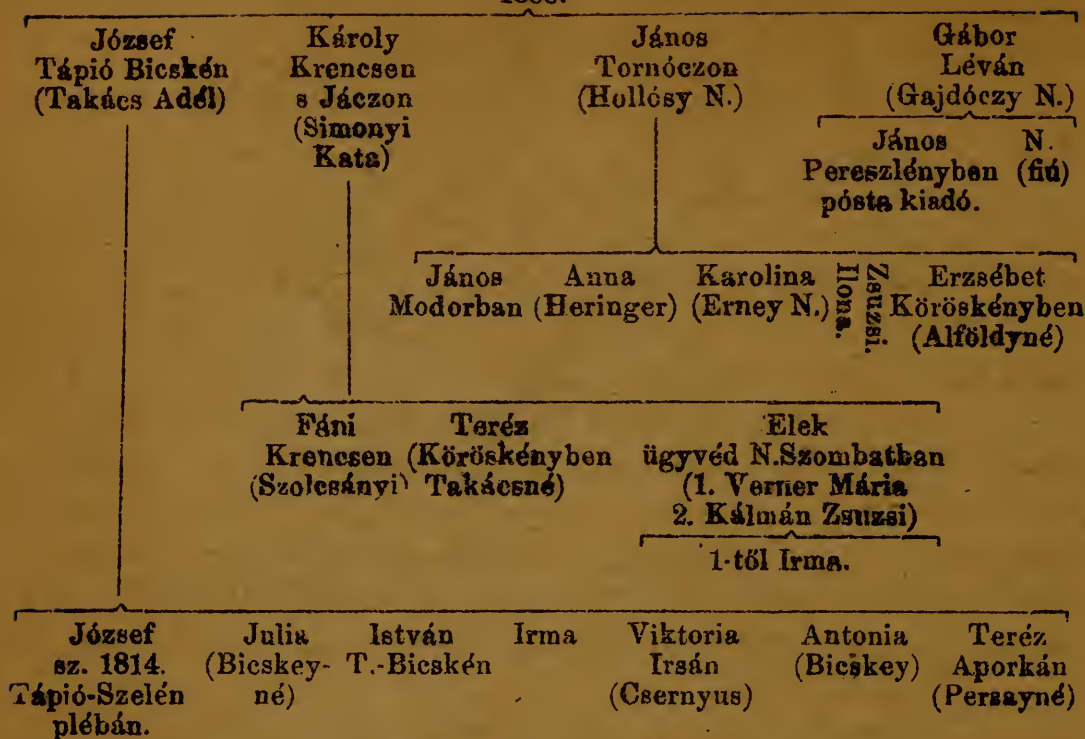 József Károly János Gábor
Tápió Bicskén Krencsen Tornóczon Léván
(Takács Adél) s Jáczon (Hollósy N.) (Gajdóczy N.)
(Simonyi
Kata)
János N.
Pereszlényben (fiú)
pósta kiadó.
János Anna Karolina Ilona. Zsuzsi. Erzsébet
Modorban (Heringer) (Erney N.) Köröskényben
(Alföldyné)
Fáni Teréz Elek
Krencsen (Köröskényben ügyvéd N.Szombatban
(Szolcsányi) Takácsné) (1. Verner Mária
2. Kálmán Zsuzsi)
1-től Irma.
József Julia István Irma Viktoria Antonia Teréz
sz. 1814. (Bicskey- T.-Bicskén Irsán (Bicskey) Aporkán
Tápió-Szelén né) (Csernyus) (Persayné)
plébán.